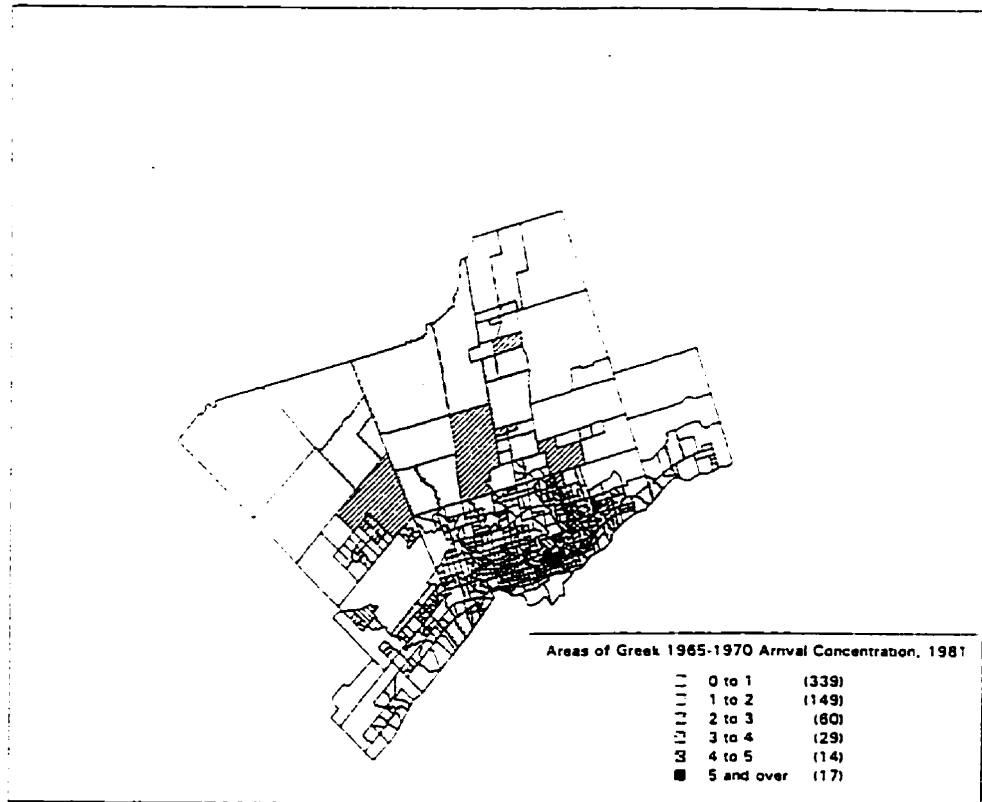 Areas of Greek 1965-1970 Arrival Concentration, 1981
0 to 1 (339)
1 to 2 (149)
2 to 3 (60)
3 to 4 (29)
4 to 5 (14)
5 and over (17)